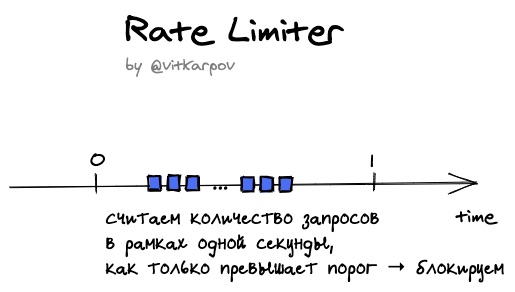 Rate Limiter
by @vitkarpov
0 1
...
считаем количество запросов
time
в рамках одной секунды,
как только превышает порог → блокируем